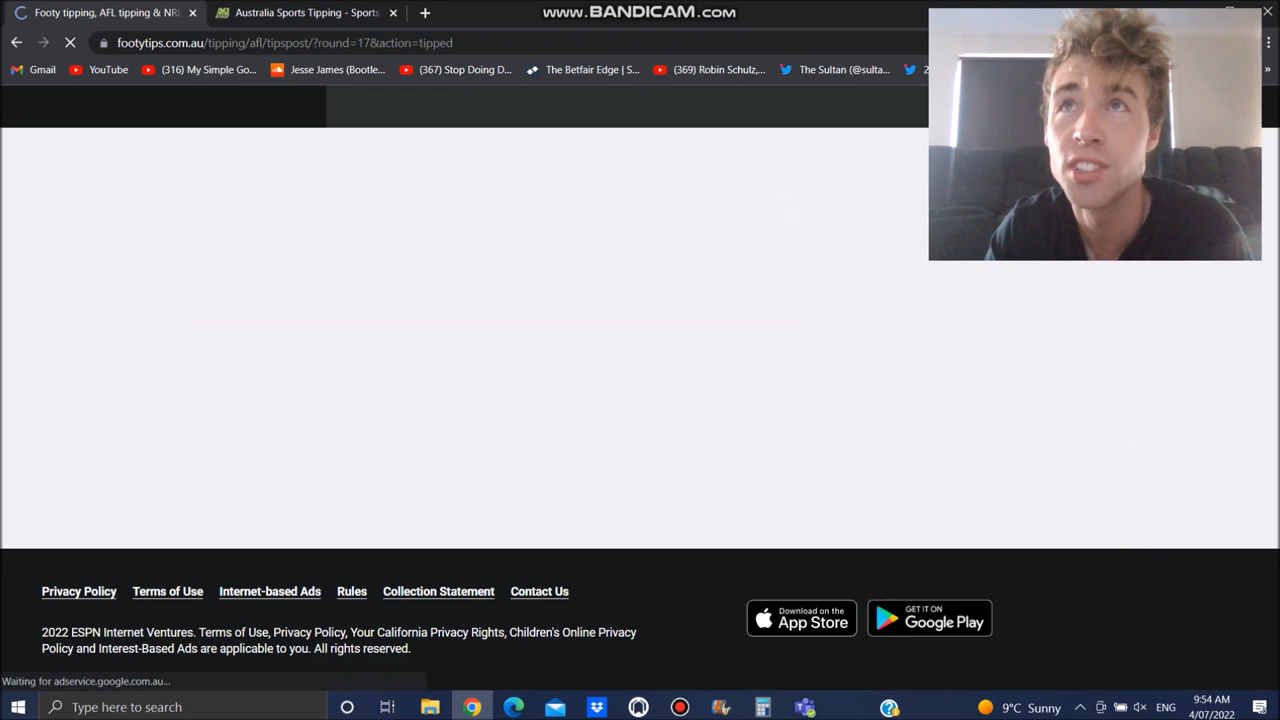 Footy tipping, AFL tipping & NRL
Australia Sports Tipping - Sports
WWW.BANDICAM.COM
footytips.com.au/tipping/afl/tipspost/?round=17&action=tipped
Gmail
YouTube
(316) My Simple Go...
Jesse James (Bootle...
(367) Stop Doing D...
The Betfair Edge | S...
(369) Robin Schulz,...
The Sultan (@sulta...
2
»
Privacy Policy
Terms of Use
Internet-based Ads
Rules
Collection Statement
Contact Us
2022 ESPN Internet Ventures. Terms of Use, Privacy Policy, Your California Privacy Rights, Children's Online Privacy
Policy and Interest-Based Ads are applicable to you. All rights reserved.
Download on the
App Store
GET IT ON
Google Play
Waiting for adservice.google.com.au...
Type here to search
9°C Sunny
ENG
9:54 AM
4/07/2022